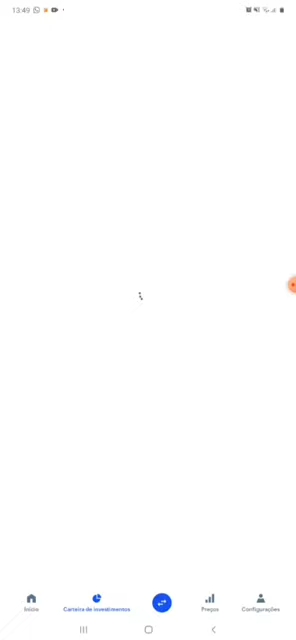 13:49
Início
Carteira de investimentos
Preços
Configurações